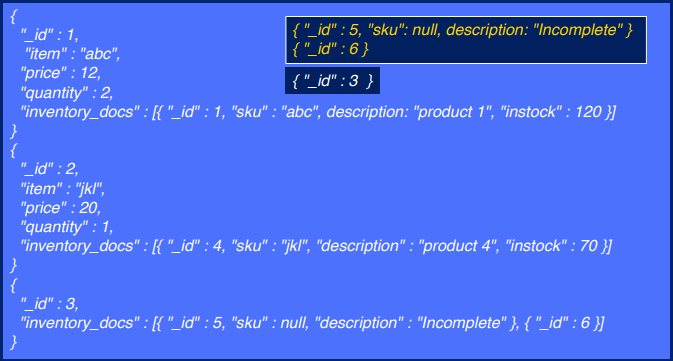 {
"_id" : 1,
"item" : "abc",
"price" : 12,
"quantity" : 2,
"inventory_docs" : [{ "_id" : 1, "sku" : "abc", description: "product 1", "instock" : 120 }]
}
{
"_id" : 2,
"item" : "jkl",
"price" : 20,
"quantity" : 1,
"inventory_docs" : [{ "_id" : 4, "sku" : "jkl", "description" : "product 4", "instock" : 70 }]
}
{
"_id" : 3,
"inventory_docs" : [{ "_id" : 5, "sku" : null, "description" : "Incomplete" }, { "_id" : 6 }]
}
{ "_id" : 5, "sku": null, description: "Incomplete" }
{ "_id" : 6 }
{ "_id" : 3 }